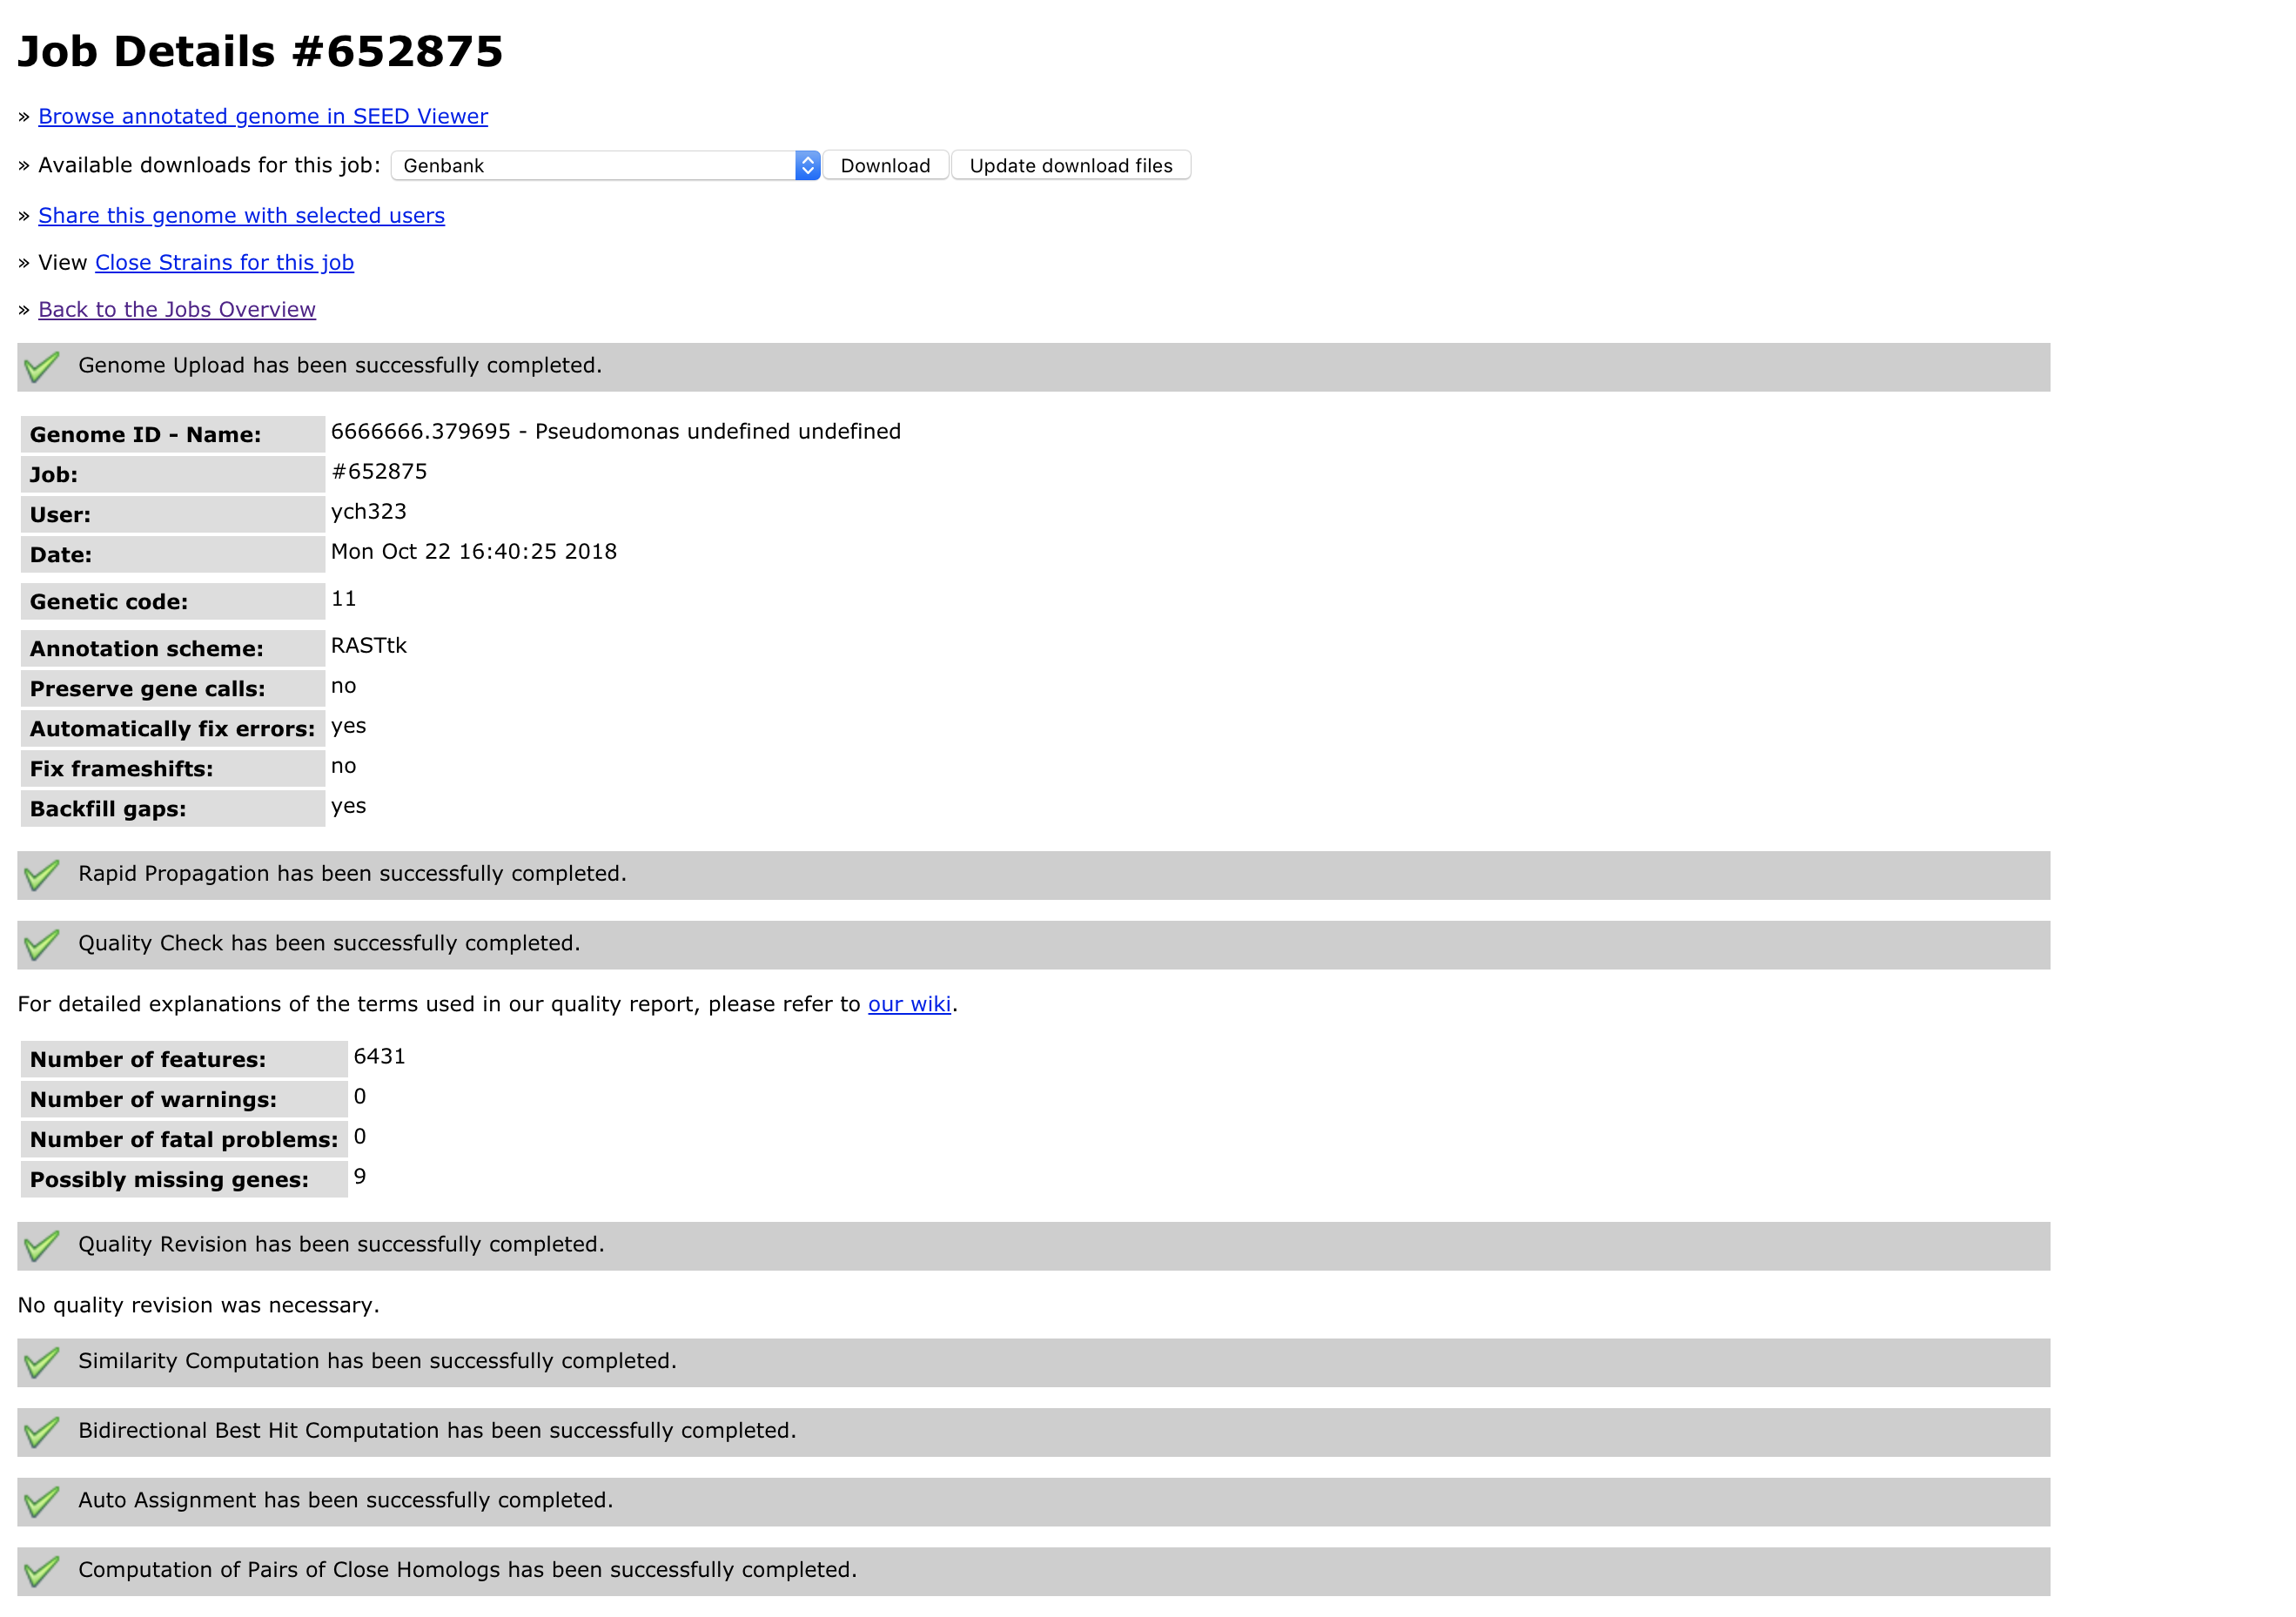 Job Details #652875
» Browse annotated genome in SEED Viewer
» Available downloads for this job: Genbank Download Update download files
» Share this genome with selected users
» View Close Strains for this job
» Back to the Jobs Overview
Genome Upload has been successfully completed.
Genome ID - Name: 6666666.379695 - Pseudomonas undefined undefined
Job: #652875
User: ych323
Date: Mon Oct 22 16:40:25 2018
Genetic code: 11
Annotation scheme: RASTtk
Preserve gene calls: no
Automatically fix errors: yes
Fix frameshifts: no
Backfill gaps: yes
Rapid Propagation has been successfully completed.
Quality Check has been successfully completed.
For detailed explanations of the terms used in our quality report, please refer to our wiki.
Number of features: 6431
Number of warnings: 0
Number of fatal problems: 0
Possibly missing genes: 9
Quality Revision has been successfully completed.
No quality revision was necessary.
Similarity Computation has been successfully completed.
Bidirectional Best Hit Computation has been successfully completed.
Auto Assignment has been successfully completed.
Computation of Pairs of Close Homologs has been successfully completed.